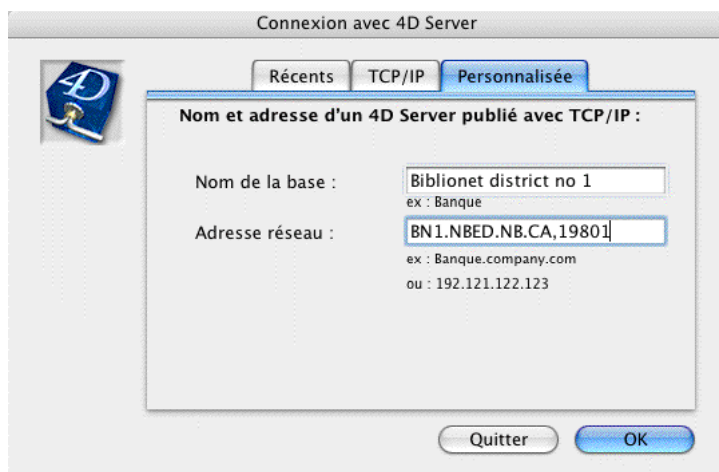 Connexion avec 4D Server
4D
Récents TCP/IP Personnalisée
Nom et adresse d'un 4D Server publié avec TCP/IP :
Nom de la base : Biblionet district no 1
ex : Banque
Adresse réseau : BN1.NBED.NB.CA,19801
ex : Banque.company.com
ou : 192.121.122.123
Quitter OK